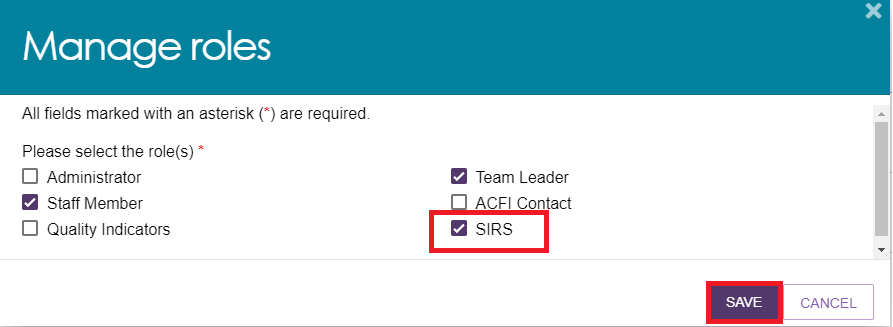 Manage roles
All fields marked with an asterisk (*) are required.
Please select the role(s) *
Administrator
Team Leader
Staff Member
ACFI Contact
Quality Indicators
SIRS
SAVE
CANCEL